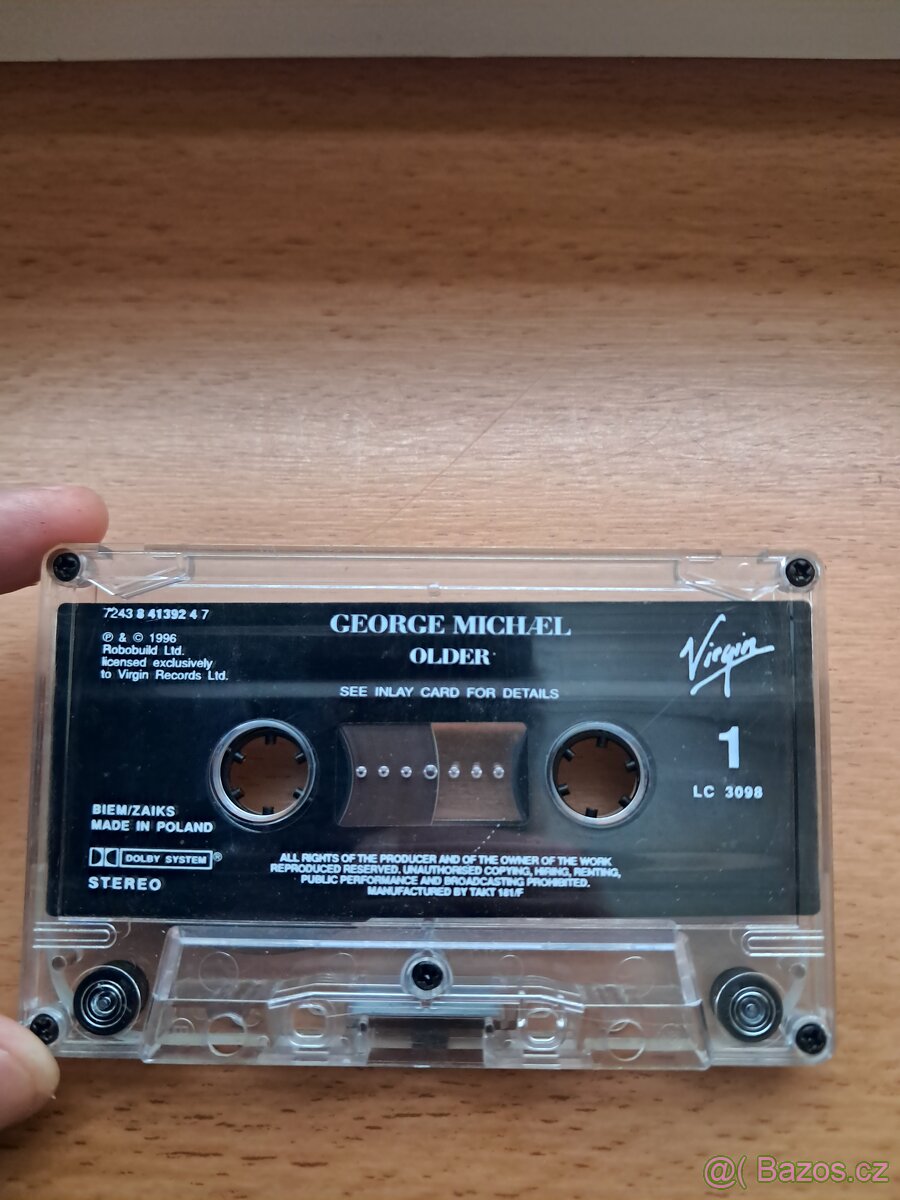 7243 8 41392 4 7
GEORGE MICHÆL
OLDER
SEE INLAY CARD FOR DETAILS
℗ & © 1996
Robobuild Ltd.
licensed exclusively
to Virgin Records Ltd.
Virgin
1
LC 3098
BIEM/ZAIKS
MADE IN POLAND
DOLBY SYSTEM®
STEREO
ALL RIGHTS OF THE PRODUCER AND OF THE OWNER OF THE WORK
REPRODUCED RESERVED. UNAUTHORISED COPYING, HIRING, RENTING,
PUBLIC PERFORMANCE AND BROADCASTING PROHIBITED.
MANUFACTURED BY TAKT 181/F
@( Bazos.cz